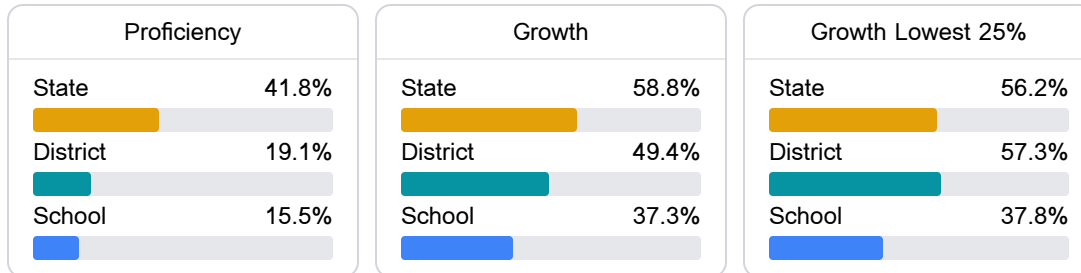 Proficiency
State 41.8%
District 19.1%
School 15.5%
Growth
State 58.8%
District 49.4%
School 37.3%
Growth Lowest 25%
State 56.2%
District 57.3%
School 37.8%